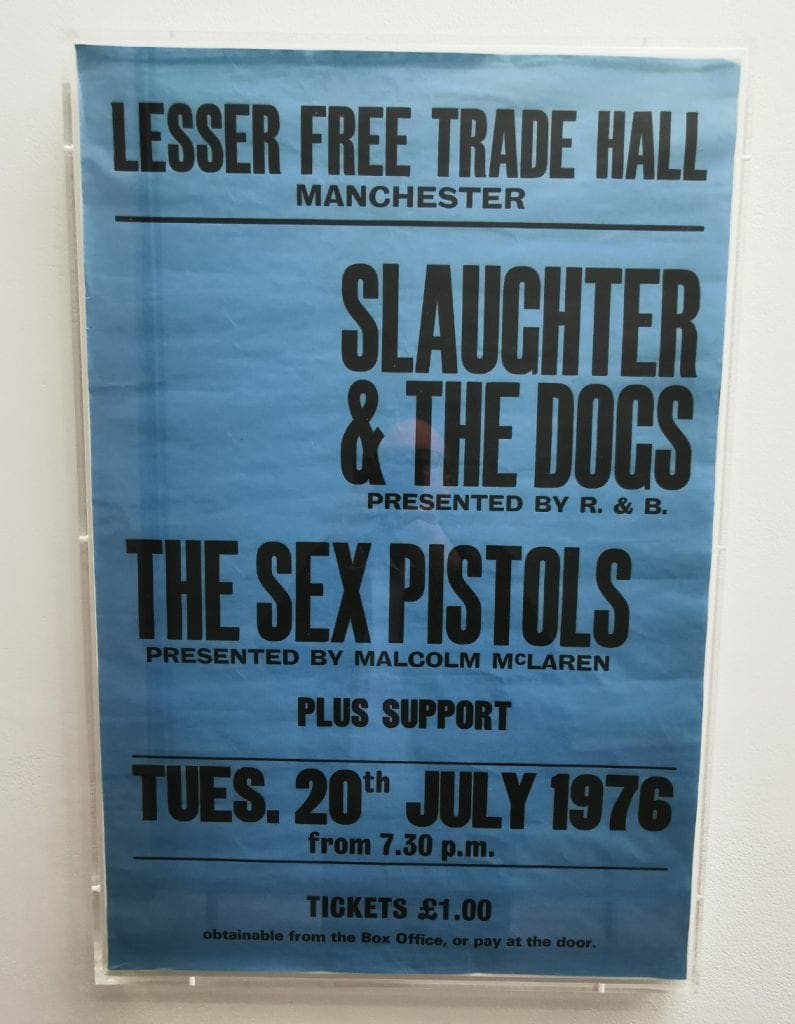 LESSER FREE TRADE HALL
MANCHESTER
SLAUGHTER
& THE DOGS
PRESENTED BY R. & B.
THE SEX PISTOLS
PRESENTED BY MALCOLM McLAREN
PLUS SUPPORT
TUES. 20th JULY 1976
from 7.30 p.m.
TICKETS £1.00
obtainable from the Box Office, or pay at the door.